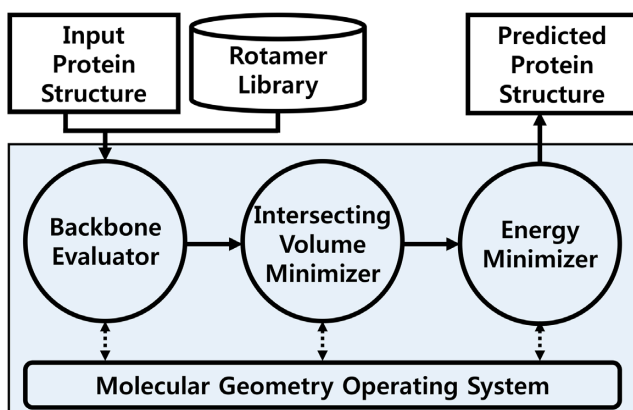 Input
Protein
Structure
Rotamer
Library
Predicted
Protein
Structure
Backbone
Evaluator
Intersecting
Volume
Minimizer
Energy
Minimizer
Molecular Geometry Operating System